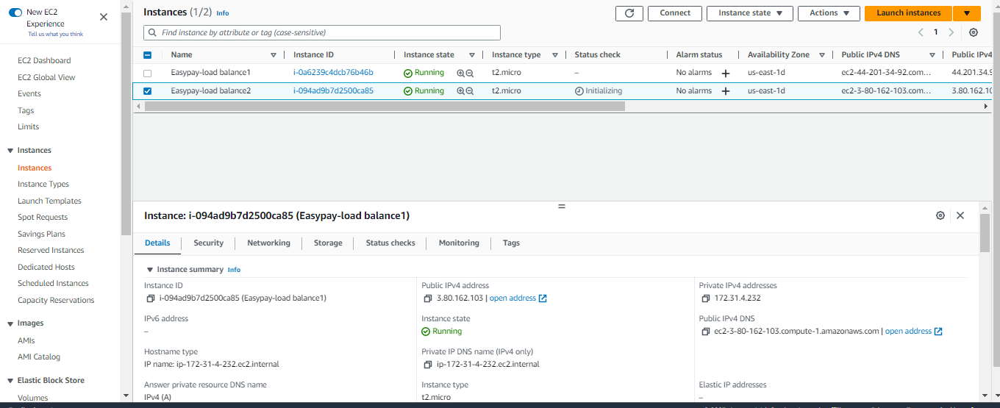 New EC2
Experience
Tell us what you think
EC2 Dashboard
EC2 Global View
Events
Tags
Limits
Instances
Instances
Instance Types
Launch Templates
Spot Requests
Savings Plans
Reserved Instances
Dedicated Hosts
Scheduled Instances
Capacity Reservations
Images
AMIs
AMI Catalog
Elastic Block Store
Volumes
Instances (1/2) Info
Connect Instance state Actions Launch instances
Find instance by attribute or tag (case-sensitive)
1
Name Instance ID Instance state Instance type Status check Alarm status Availability Zone Public IPv4 DNS Public IPv4
Easypay-load balance1 i-0a6239c4dcb76b46b Running t2.micro – No alarms + us-east-1d ec2-44-201-34-92.com... 44.201.34.9
Easypay-load balance2 i-094ad9b7d2500ca85 Running t2.micro Initializing No alarms + us-east-1d ec2-3-80-162-103.com... 3.80.162.10
Instance: i-094ad9b7d2500ca85 (Easypay-load balance1)
Details Security Networking Storage Status checks Monitoring Tags
Instance summary Info
Instance ID
i-094ad9b7d2500ca85 (Easypay-load balance1)
Public IPv4 address
3.80.162.103 | open address
Private IPv4 addresses
172.31.4.232
IPv6 address
–
Instance state
Running
Public IPv4 DNS
ec2-3-80-162-103.compute-1.amazonaws.com | open address
Hostname type
IP name: ip-172-31-4-232.ec2.internal
Private IP DNS name (IPv4 only)
ip-172-31-4-232.ec2.internal
Answer private resource DNS name
IPv4 (A)
Instance type
t2.micro
Elastic IP addresses
–